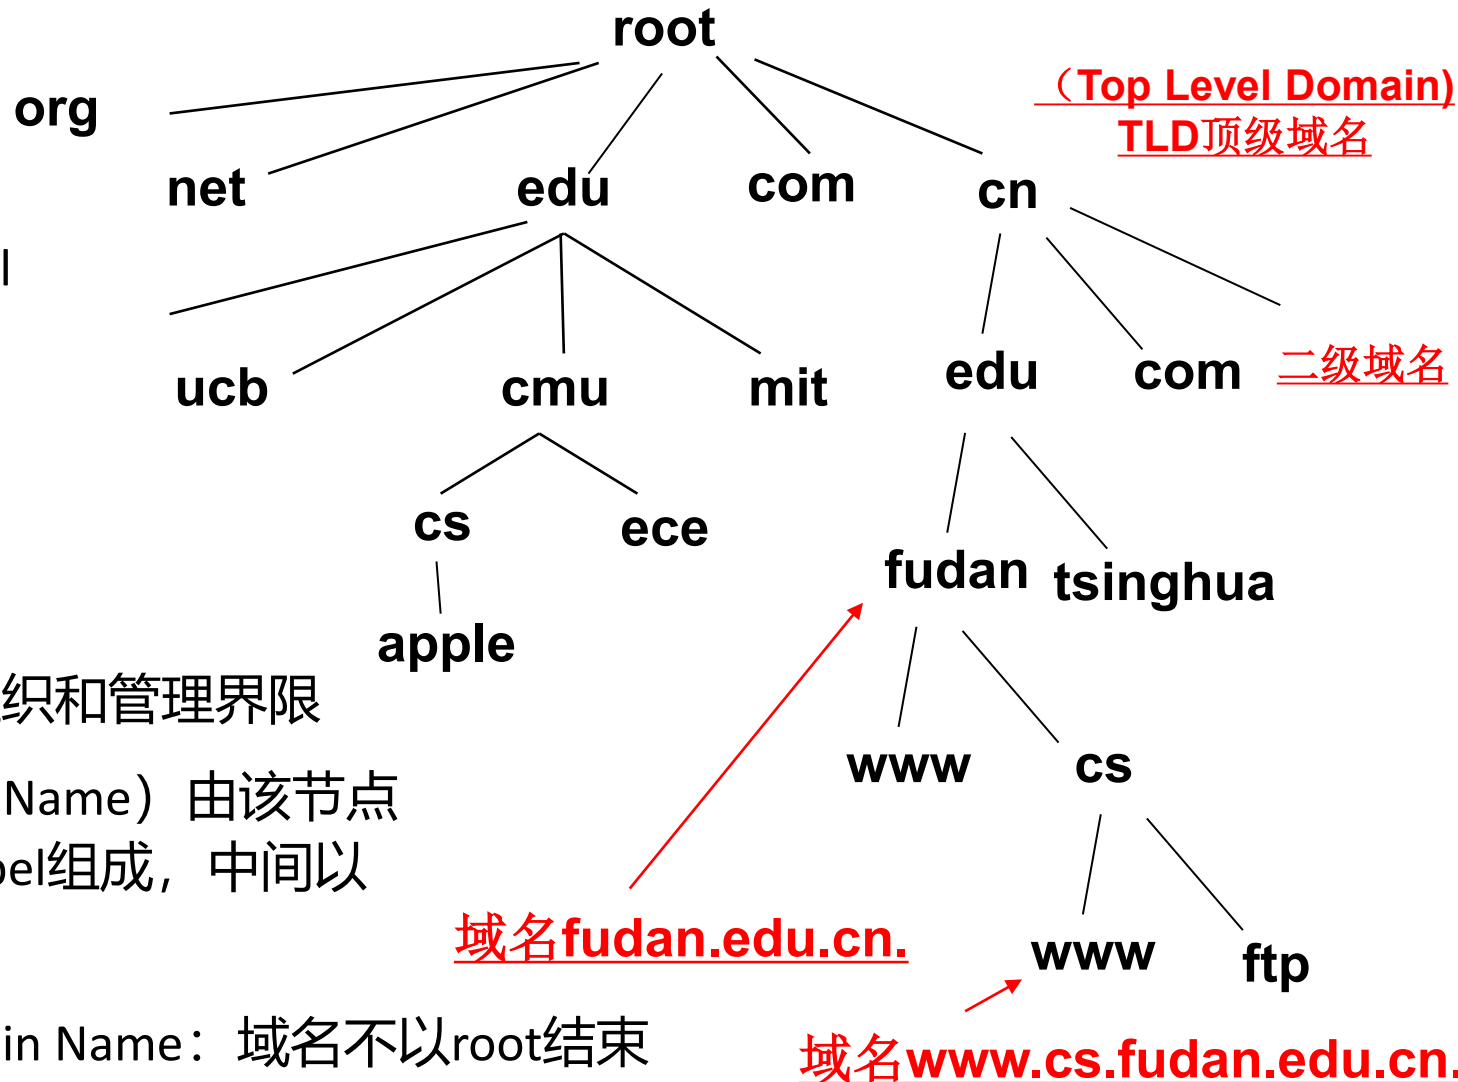 root
(Top Level Domain)
TLD顶级域名
org
net
edu
com
cn
l
ucb
cmu
mit
edu
com
二级域名
cs
ece
fudan
tsinghua
apple
织和管理界限
www
cs
Name）由该节点
bel组成，中间以
域名fudan.edu.cn.
www
ftp
in Name：域名不以root结束
域名www.cs.fudan.edu.cn.